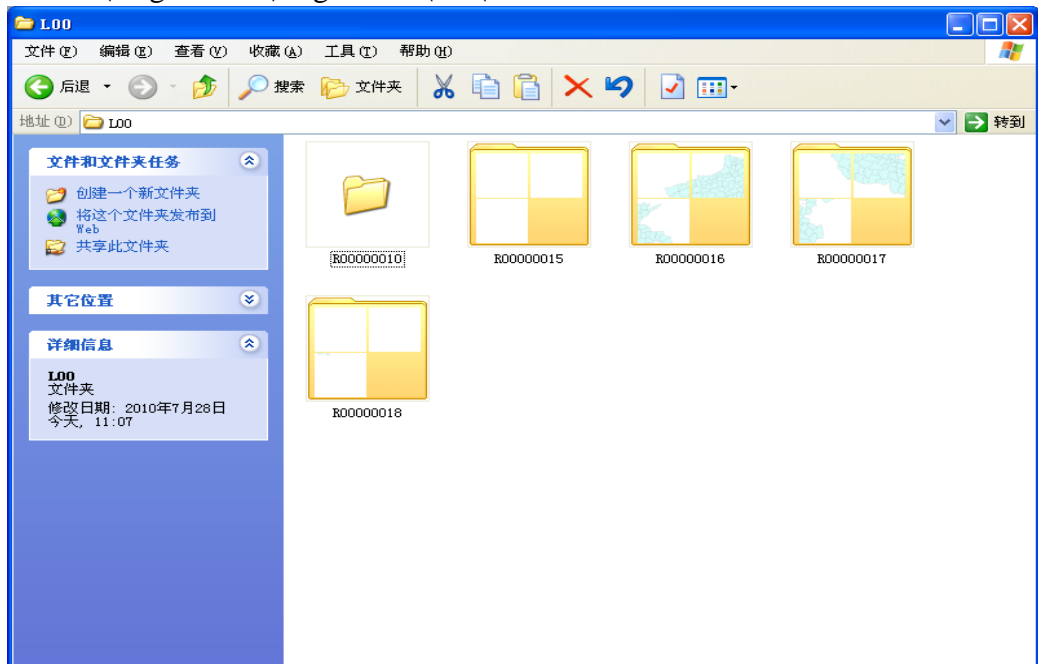 L00
文件(F) 编辑(E) 查看(V) 收藏(A) 工具(T) 帮助(H)
后退 搜索 文件夹
地址(D) L00 转到
文件和文件夹任务
创建一个新文件夹
将这个文件夹发布到
Web
共享此文件夹
其它位置
详细信息
L00
文件夹
修改日期: 2010年7月28日
今天, 11:07
R00000010 R00000015 R00000016 R00000017
R00000018